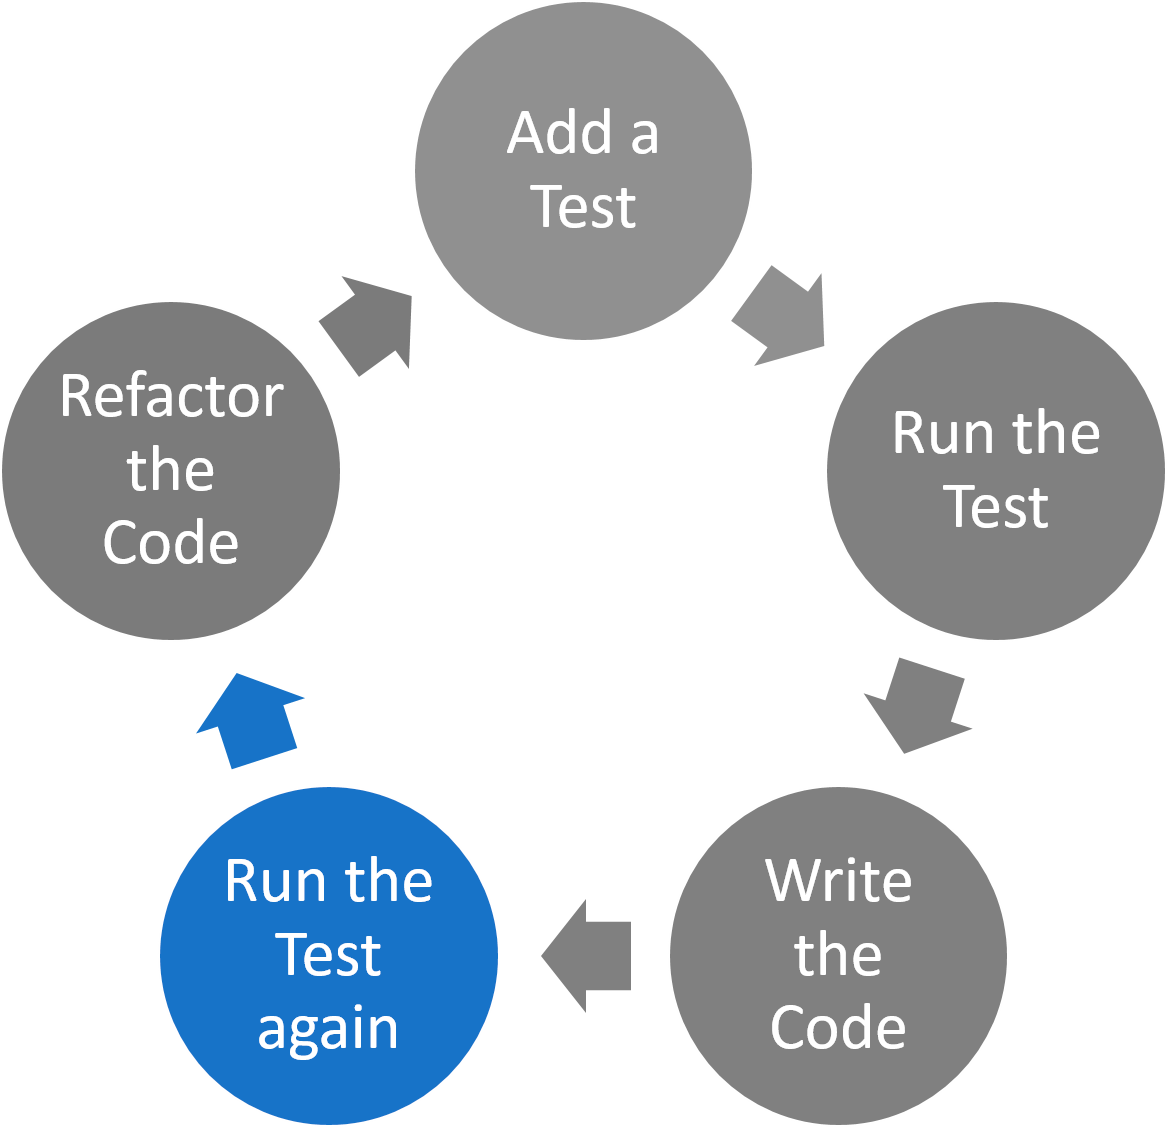 Add a
Test
Run the
Test
Write
the
Code
Run the
Test
again
Refactor
the
Code